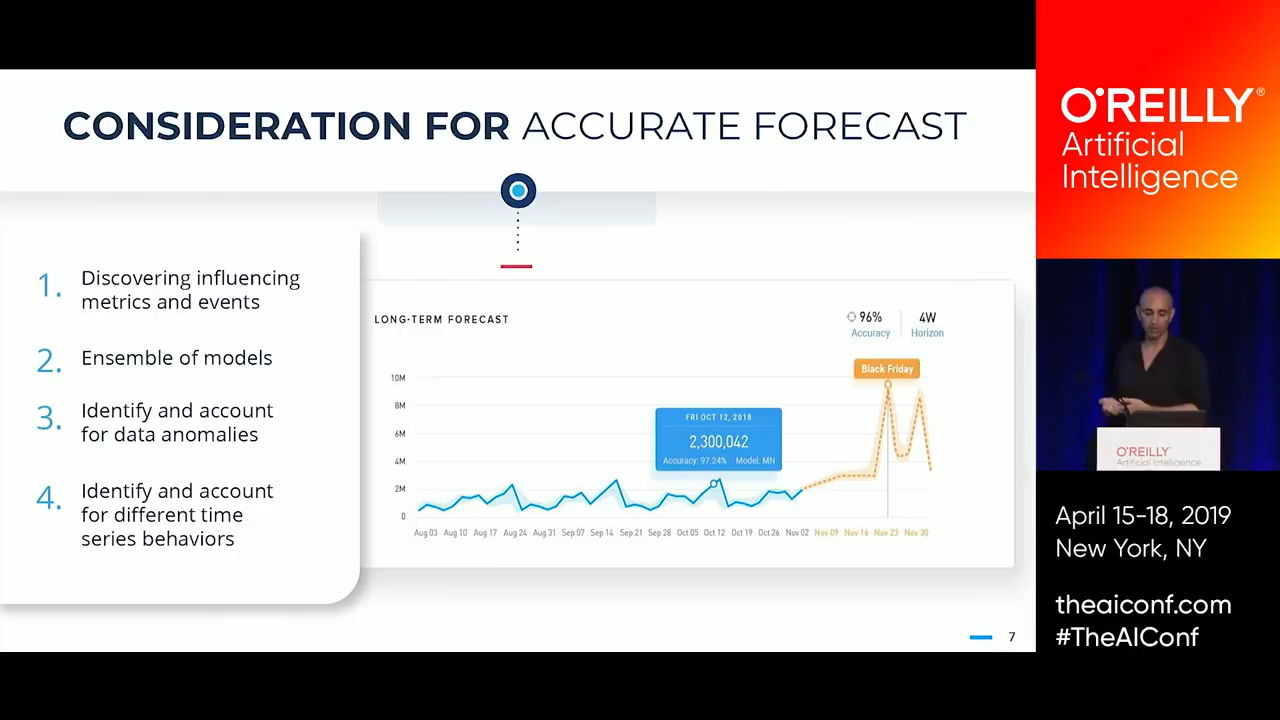 CONSIDERATION FOR ACCURATE FORECAST
1. Discovering influencing
metrics and events
2. Ensemble of models
3. Identify and account
for data anomalies
4. Identify and account
for different time
series behaviors
LONG-TERM FORECAST
96%
Accuracy
4W
Horizon
10M
8M
6M
4M
2M
0
Black Friday
FRI OCT 12, 2018
2,300,042
Accuracy: 97.24% Model: MN
Aug 03 Aug 10 Aug 17 Aug 24 Aug 31 Sep 07 Sep 14 Sep 21 Sep 28 Oct 05 Oct 12 Oct 19 Oct 26 Nov 02 Nov 09 Nov 16 Nov 23 Nov 30
7
O'REILLY®
Artificial
Intelligence
O'REILLY
Artificial Intelligence
April 15-18, 2019
New York, NY
theaiconf.com
#TheAIConf